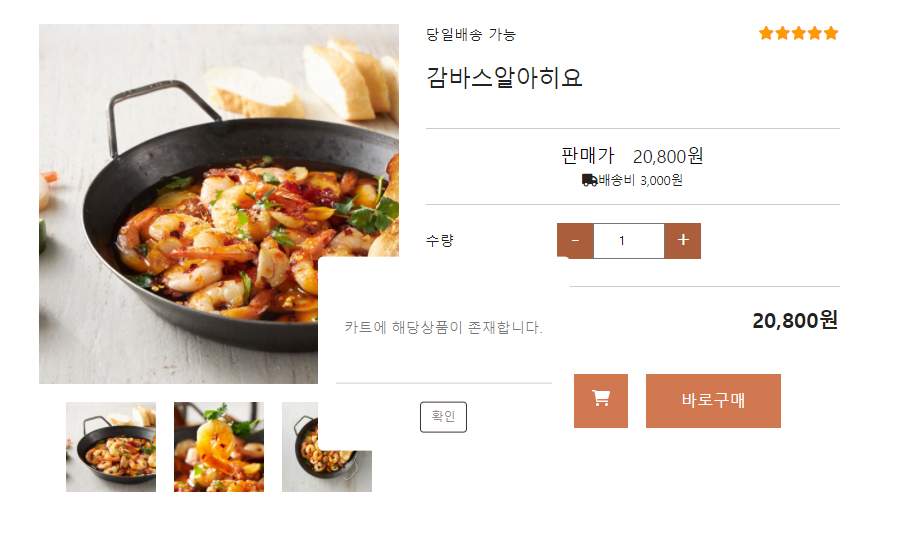 당일배송 가능
감바스알아히요
판매가 20,800원
배송비 3,000원
수량 - 1 +
20,800원
카트에 해당상품이 존재합니다.
확인
바로구매